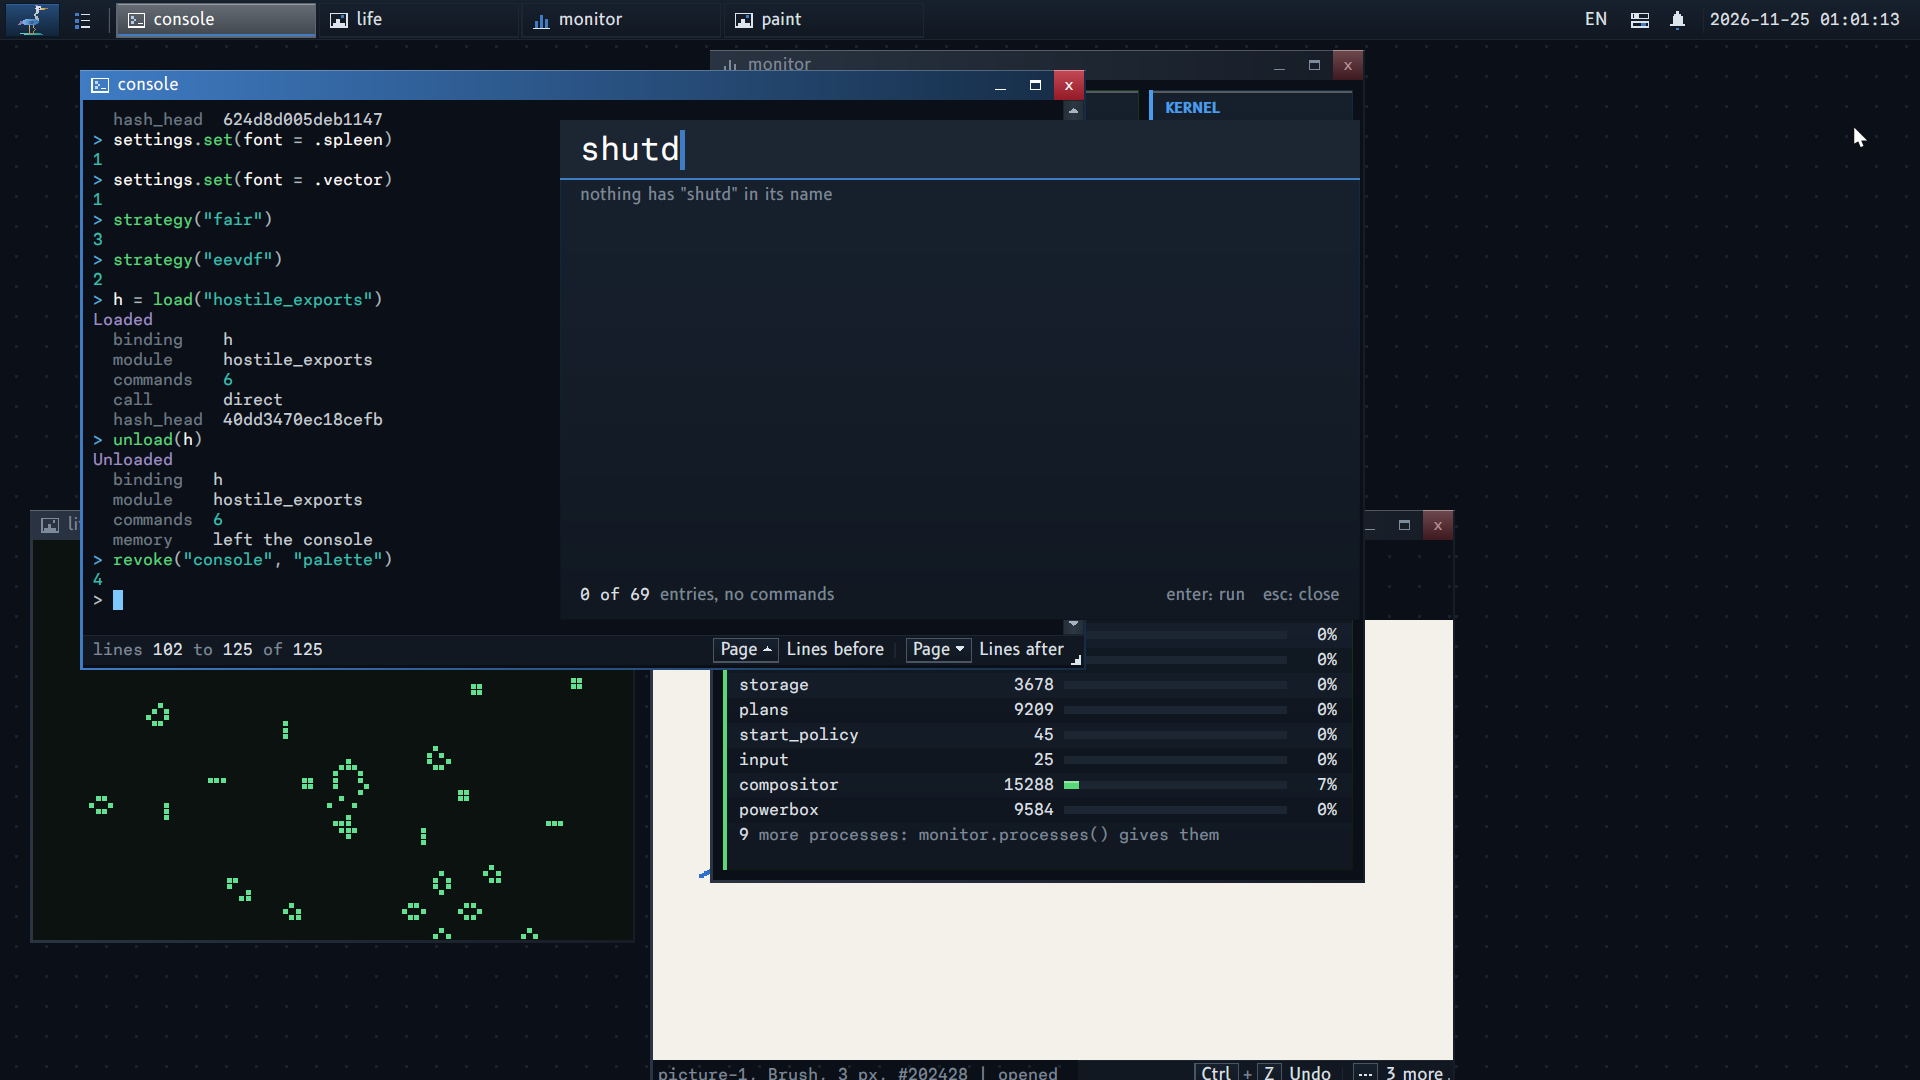 console
life
monitor
paint
EN
2026-11-25 01:01:13
monitor
x
console
x
KERNEL
hash_head 624d8d005deb1147
> settings.set(font = .spleen)
1
> settings.set(font = .vector)
1
> strategy("fair")
3
> strategy("eevdf")
2
> h = load("hostile_exports")
Loaded
binding h
module hostile_exports
commands 6
call direct
hash_head 40dd3470ec18cefb
> unload(h)
Unloaded
binding h
module hostile_exports
commands 6
memory left the console
> revoke("console", "palette")
4
>
lines 102 to 125 of 125
Page Lines before
Page Lines after
shutd
nothing has "shutd" in its name
0 of 69 entries, no commands
enter: run esc: close
li
x
0%
0%
storage 3678 0%
plans 9209 0%
start_policy 45 0%
input 25 0%
compositor 15288 7%
powerbox 9584 0%
9 more processes: monitor.processes() gives them
picture-1, Brush, 3 px, #202428 | opened
Ctrl + Z Undo
3 more